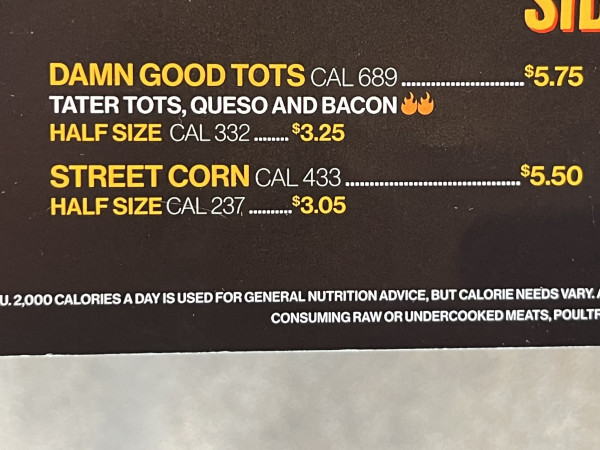 DAMN GOOD TOTS CAL 689 ........................ $5.75
TATER TOTS, QUESO AND BACON 🔥🔥
HALF SIZE CAL 332 ........ $3.25
STREET CORN CAL 433 .................................. $5.50
HALF SIZE CAL 237 .......... $3.05
2,000 CALORIES A DAY IS USED FOR GENERAL NUTRITION ADVICE, BUT CALORIE NEEDS VARY.
CONSUMING RAW OR UNDERCOOKED MEATS,